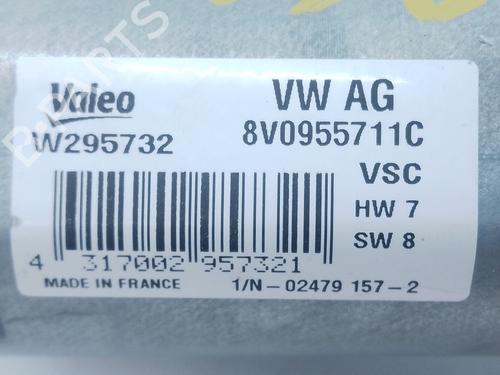 Valeo
VW AG
W295732
8V0955711C
VSC
HW 7
SW 8
4 317002 957321
MADE IN FRANCE
1/N - 02479 157 - 2